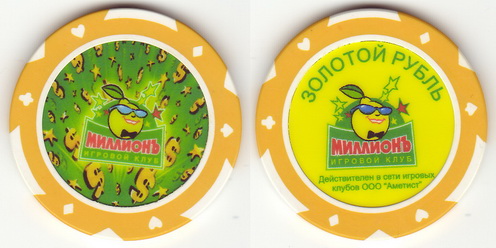 МИЛЛИОНЪ
ИГРОВОЙ КЛУБ
ЗОЛОТОЙ РУБЛЬ
МИЛЛИОНЪ
ИГРОВОЙ КЛУБ
Действителен в сети игровых
клубов ООО "Аметист"